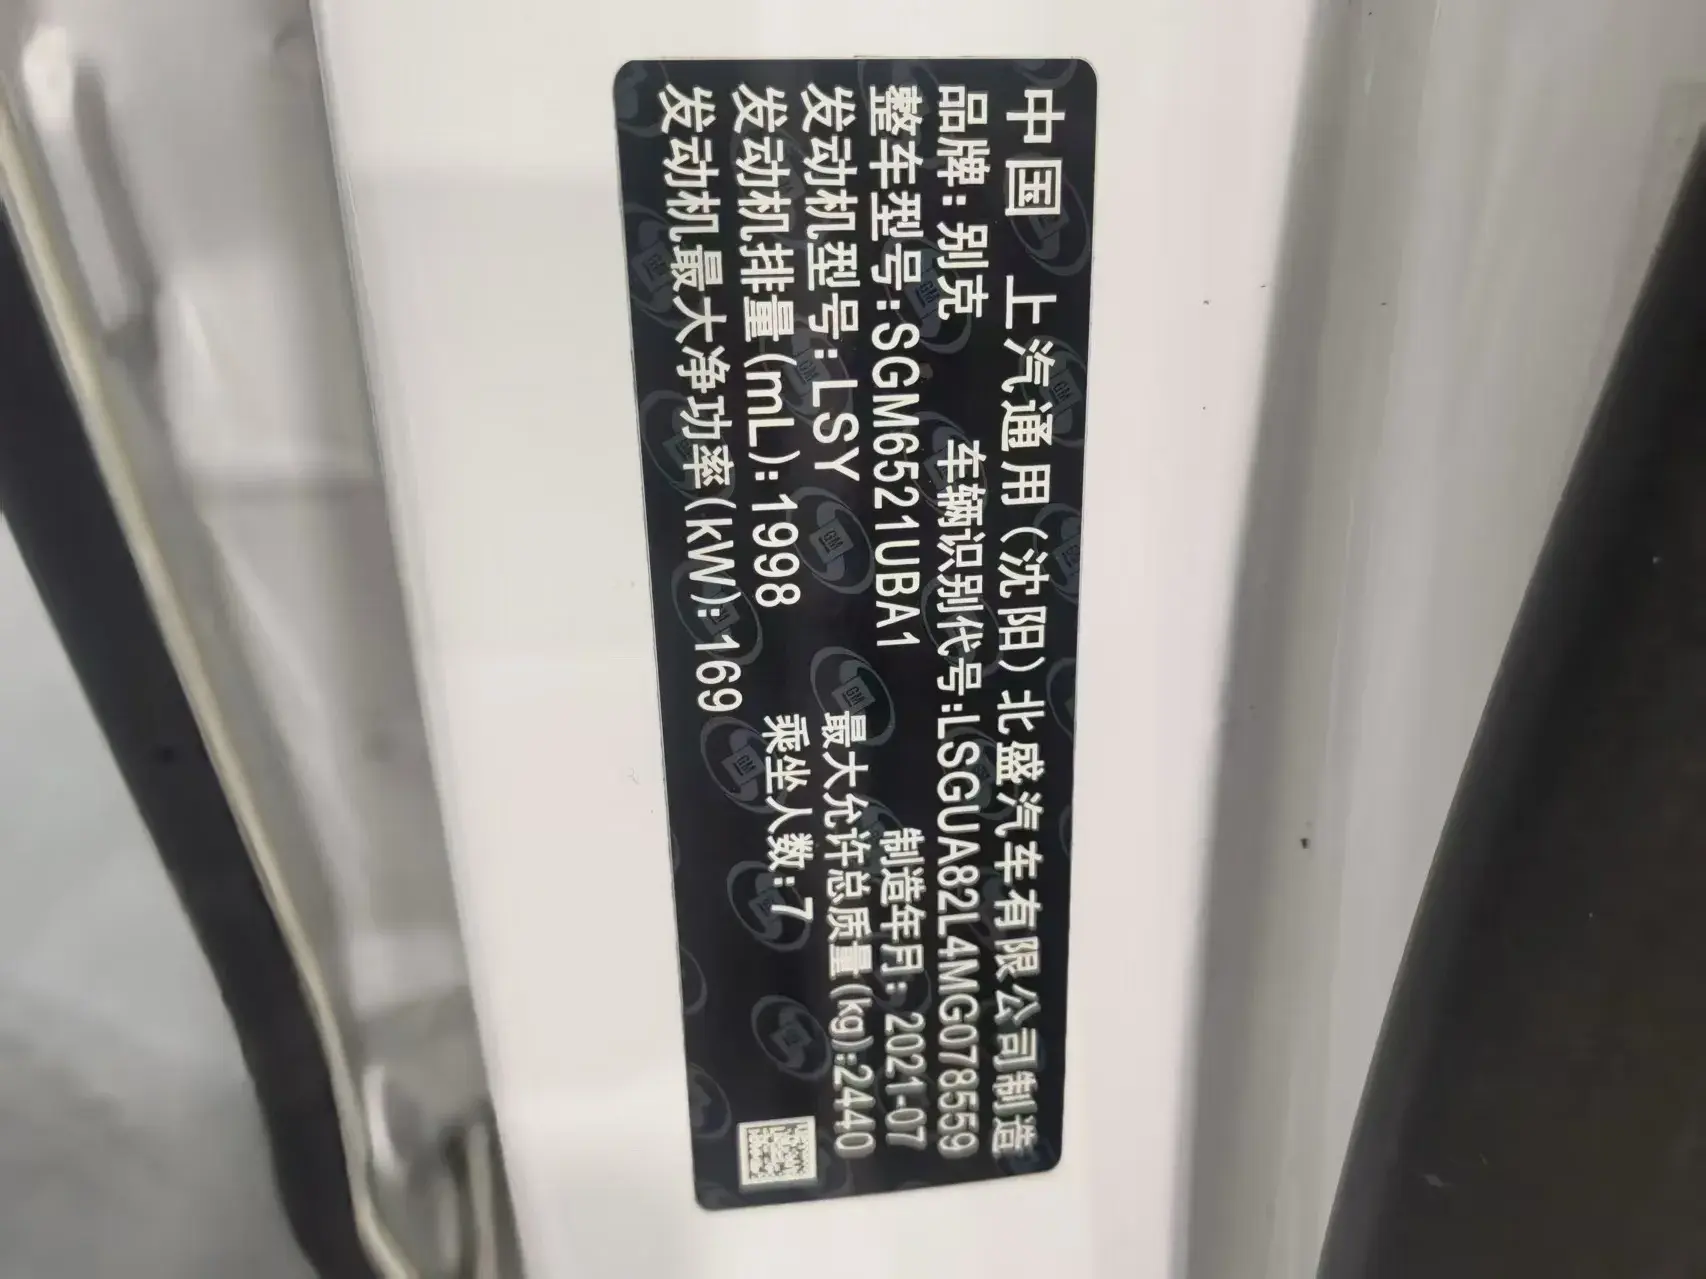 中国 上汽通用(沈阳)北盛汽车有限公司制造
品牌:别克 车辆识别代号:LSGUA82L4MG078559
整车型号:SGM6521UBA1 制造年月:2021-07
发动机型号:LSY 最大允许总质量(kg):2440
发动机排量(mL):1998 乘坐人数:7
发动机最大净功率(kW):169